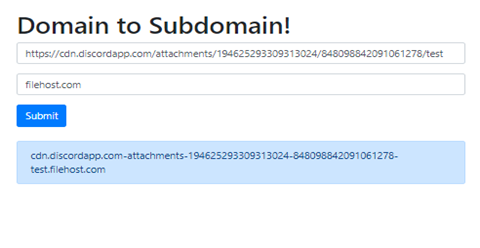 Domain to Subdomain!
https://cdn.discordapp.com/attachments/194625293309313024/848098842091061278/test
filehost.com
Submit
cdn.discordapp.com-attachments-194625293309313024-848098842091061278-
test.filehost.com